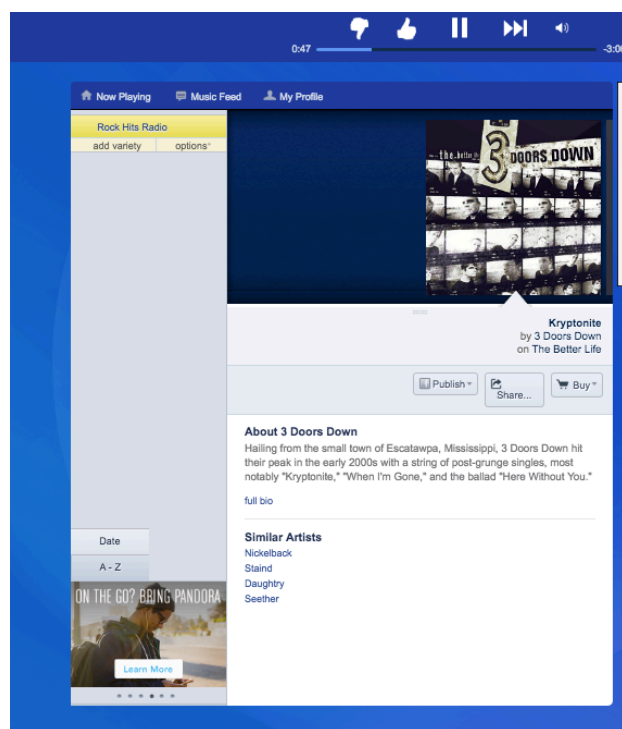 0:47
-3:00
Now Playing
Music Feed
My Profile
Rock Hits Radio
add variety
options
the better life
3 DOORS DOWN
Kryptonite
by 3 Doors Down
on The Better Life
Publish
Share...
Buy
About 3 Doors Down
Hailing from the small town of Escatawpa, Mississippi, 3 Doors Down hit
their peak in the early 2000s with a string of post-grunge singles, most
notably "Kryptonite," "When I'm Gone," and the ballad "Here Without You."
full bio
Similar Artists
Nickelback
Staind
Daughtry
Seether
Date
A - Z
ON THE GO? BRING PANDORA
Learn More